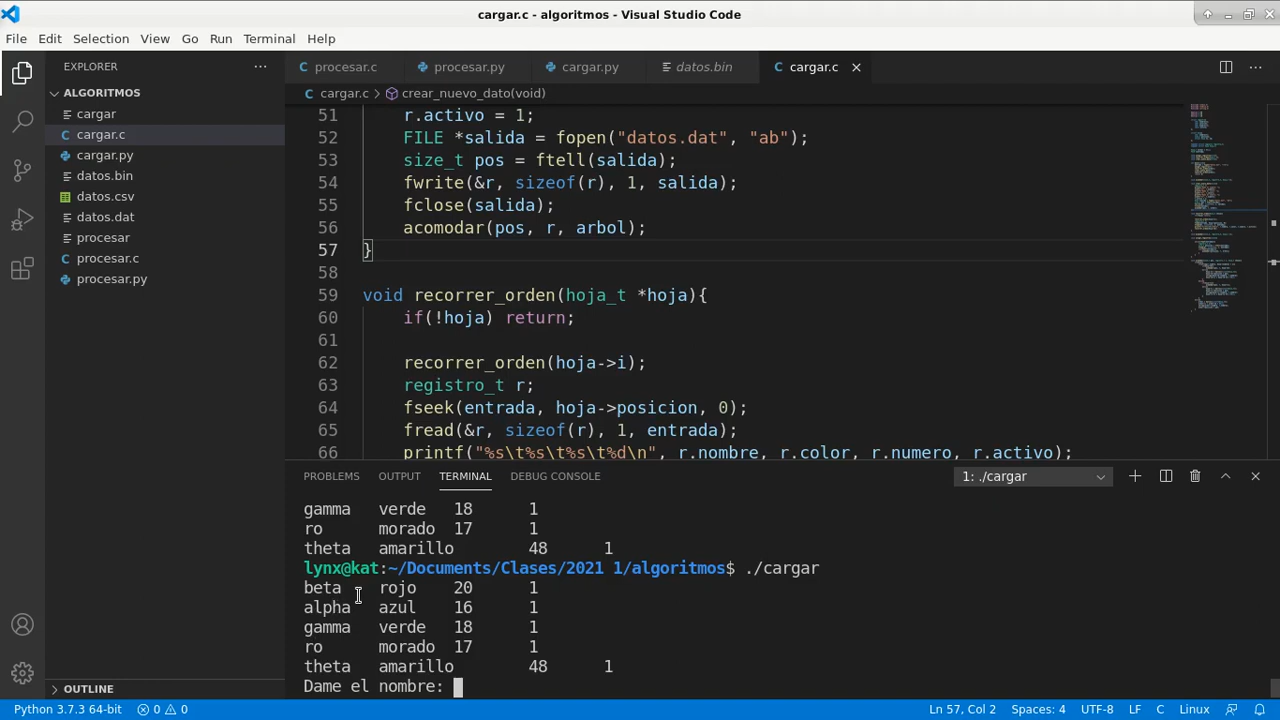 cargar.c - algoritmos - Visual Studio Code
File Edit Selection View Go Run Terminal Help
EXPLORER
ALGORITMOS
cargar
cargar.c
cargar.py
datos.bin
datos.csv
datos.dat
procesar
procesar.c
procesar.py
OUTLINE
procesar.c procesar.py cargar.py datos.bin cargar.c
cargar.c > crear_nuevo_dato(void)
51 r.activo = 1;
52 FILE *salida = fopen("datos.dat", "ab");
53 size_t pos = ftell(salida);
54 fwrite(&r, sizeof(r), 1, salida);
55 fclose(salida);
56 acomodar(pos, r, arbol);
57 }
58
59 void recorrer_orden(hoja_t *hoja){
60 if(!hoja) return;
61
62 recorrer_orden(hoja->i);
63 registro_t r;
64 fseek(entrada, hoja->posicion, 0);
65 fread(&r, sizeof(r), 1, entrada);
66 printf("%s\t%s\t%s\t%d\n", r.nombre, r.color, r.numero, r.activo);
PROBLEMS OUTPUT TERMINAL DEBUG CONSOLE 1: ./cargar
gamma verde 18 1
ro morado 17 1
theta amarillo 48 1
lynx@kat:~/Documents/Clases/2021 1/algoritmos$ ./cargar
beta rojo 20 1
alpha azul 16 1
gamma verde 18 1
ro morado 17 1
theta amarillo 48 1
Dame el nombre:
Python 3.7.3 64-bit 0 0 Ln 57, Col 2 Spaces: 4 UTF-8 LF C Linux